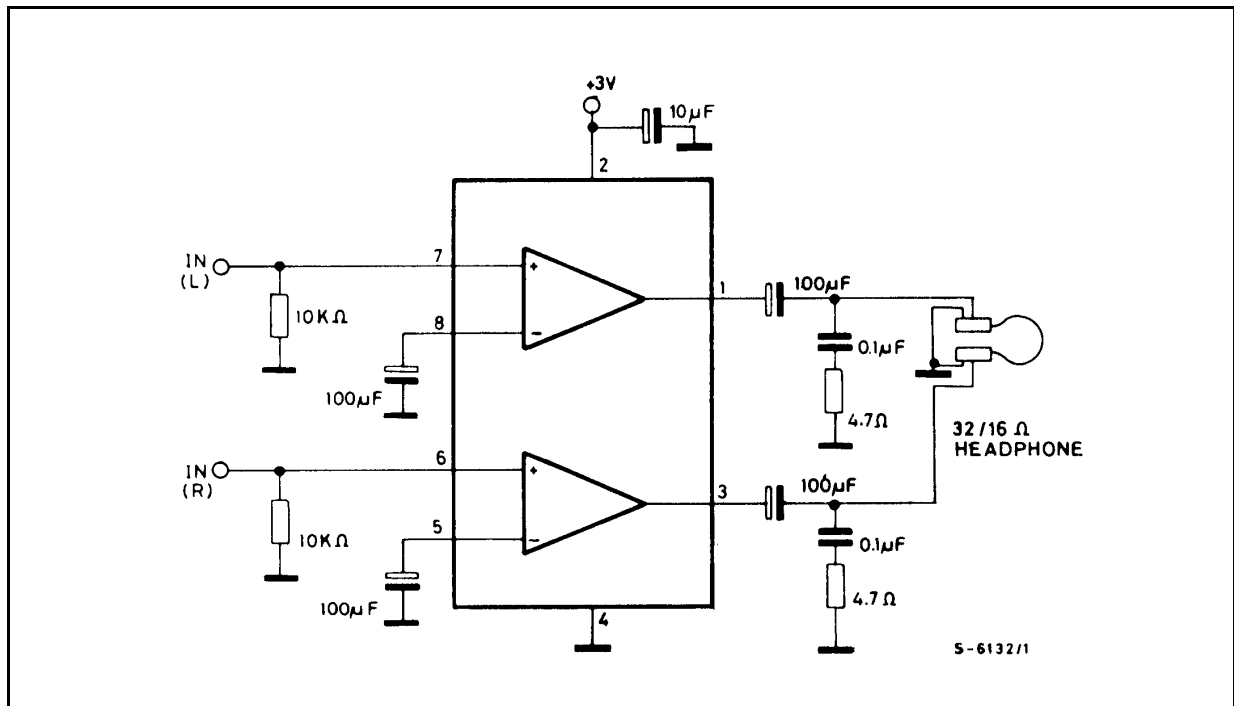 +3V
10µF
2
IN
(L)
7
10KΩ
8
100µF
+
−
1
100µF
0.1µF
4.7Ω
32/16 Ω
HEADPHONE
IN
(R)
6
10KΩ
5
100µF
+
−
3
100µF
0.1µF
4.7Ω
4
S-6132/1